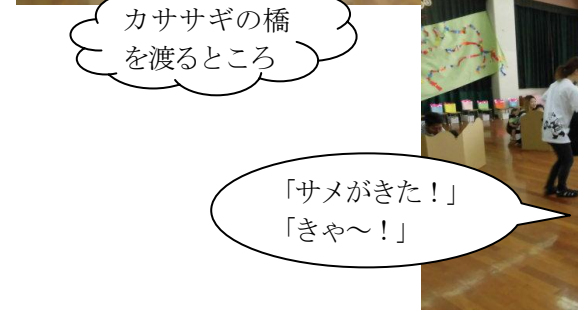 カササギの橋
を渡るところ
「サメがきた！」
「きゃ～！」